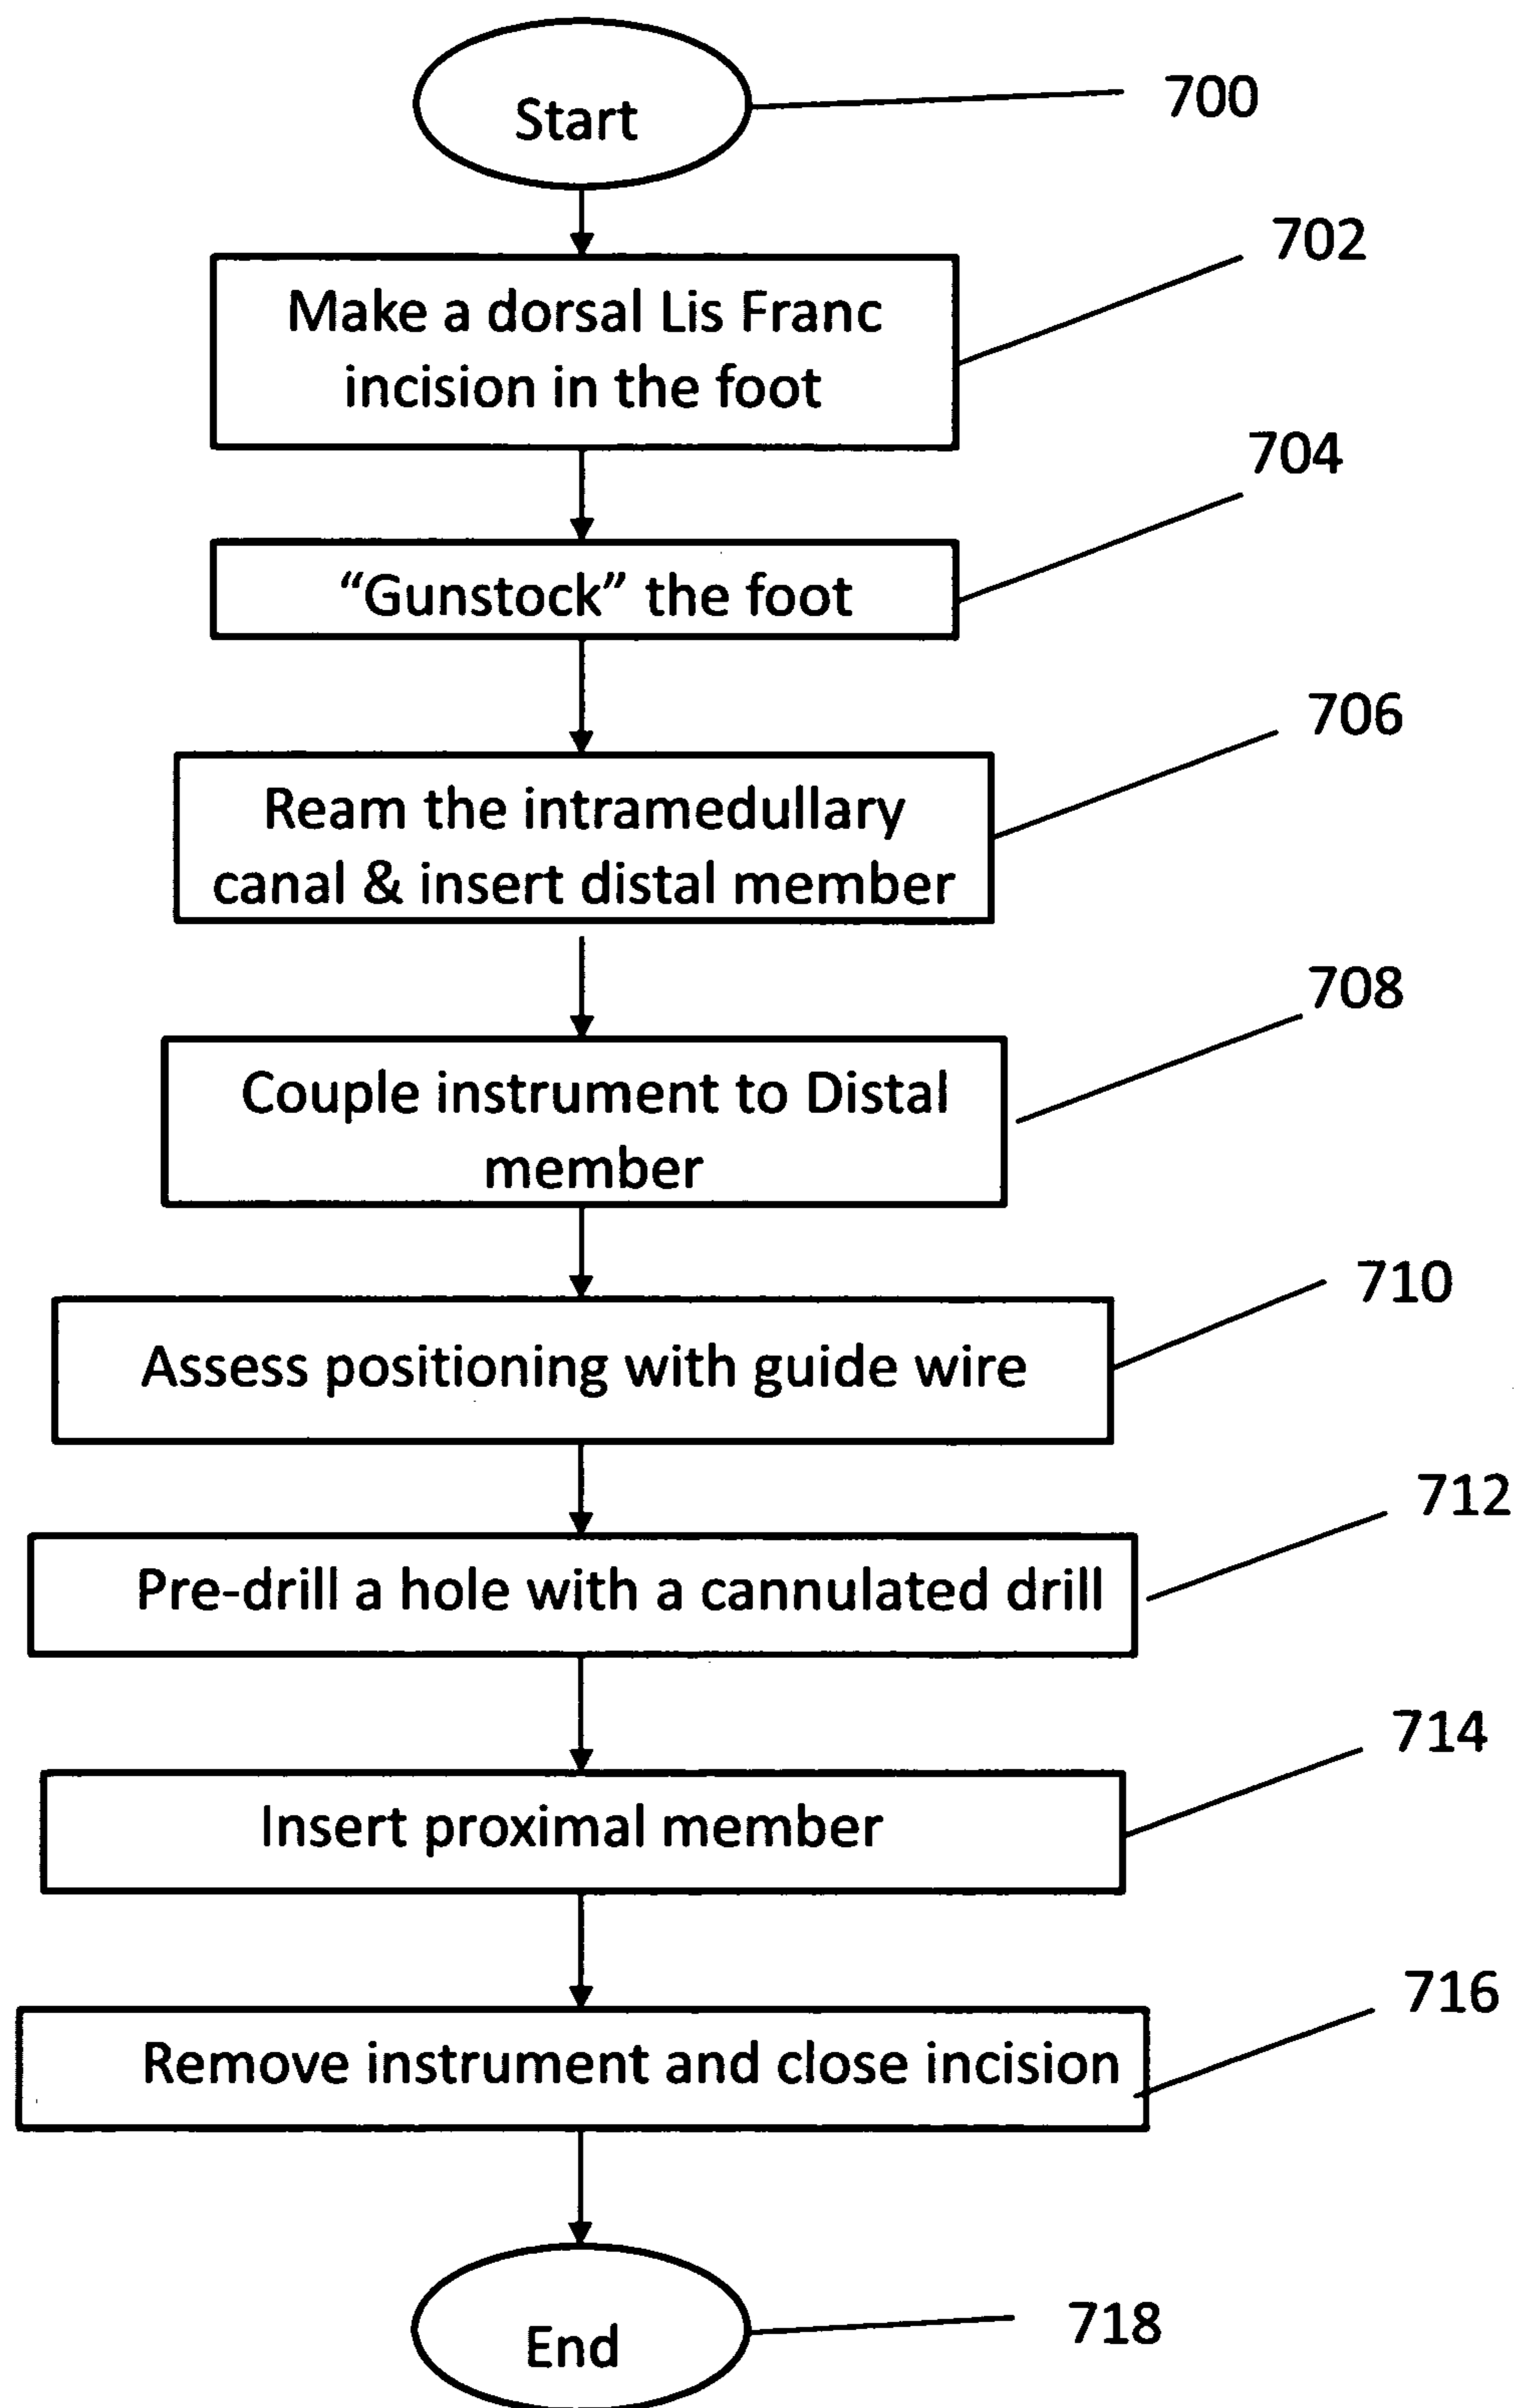 Start
700
702
Make a dorsal Lis Franc
incision in the foot
704
“Gunstock” the foot
706
Ream the intramedullary
canal & insert distal member
708
Couple instrument to Distal
member
710
Assess positioning with guide wire
712
Pre-drill a hole with a cannulated drill
714
Insert proximal member
716
Remove instrument and close incision
718
End